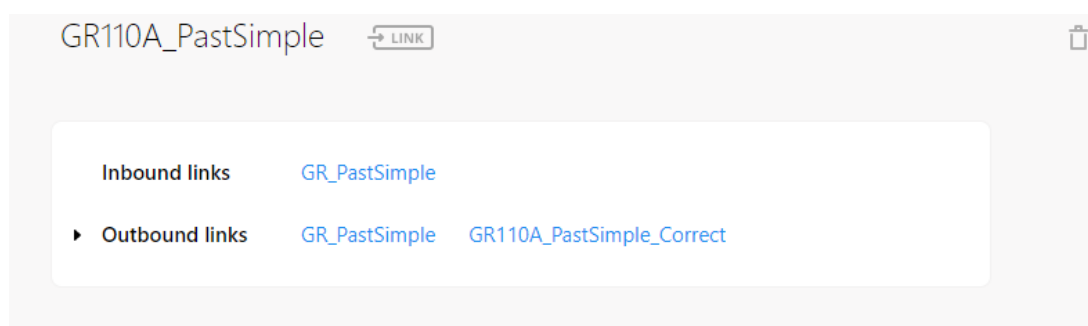 GR110A_PastSimple LINK
Inbound links GR_PastSimple
Outbound links GR_PastSimple GR110A_PastSimple_Correct